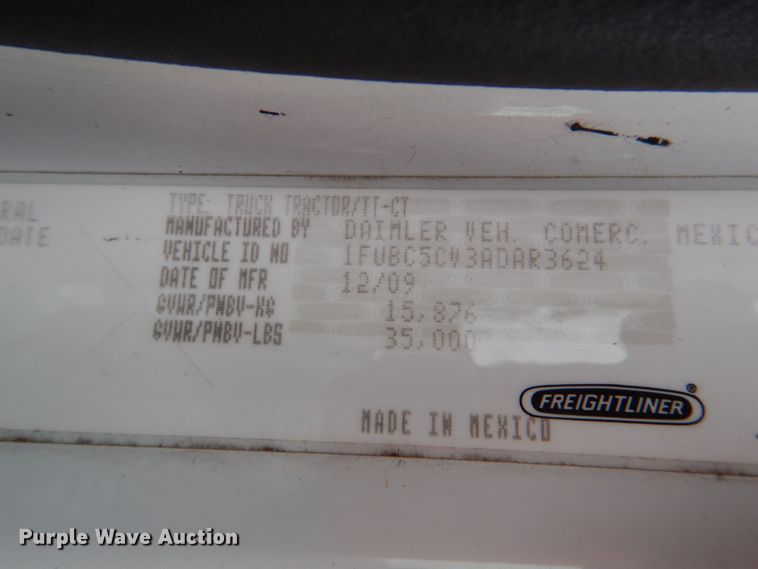 RAL
DATE
TYPE: TRUCK TRACTOR/TT-CT
MANUFACTURED BY DAIMLER VEH. COMERC. MEXIC
VEHICLE ID NO 1FUBC5CV3ADAR3624
DATE OF MFR 12/09
GVWR/PNBV-KG 15,876
GVWR/PNBV-LBS 35,000
FREIGHTLINER ®
MADE IN MEXICO
Purple Wave Auction